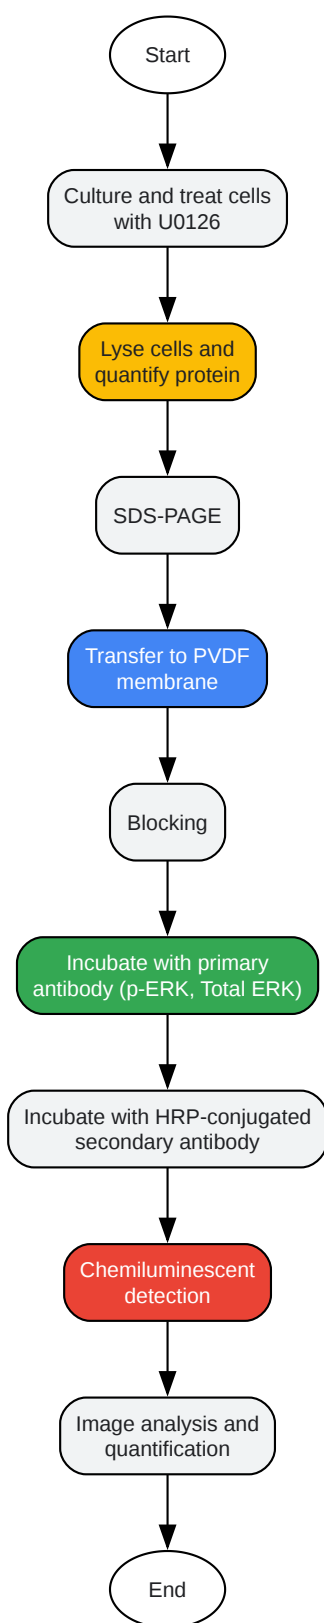 Start
Culture and treat cells
with U0126
Lyse cells and
quantify protein
SDS-PAGE
Transfer to PVDF
membrane
Blocking
Incubate with primary
antibody (p-ERK, Total ERK)
Incubate with HRP-conjugated
secondary antibody
Chemiluminescent
detection
Image analysis and
quantification
End